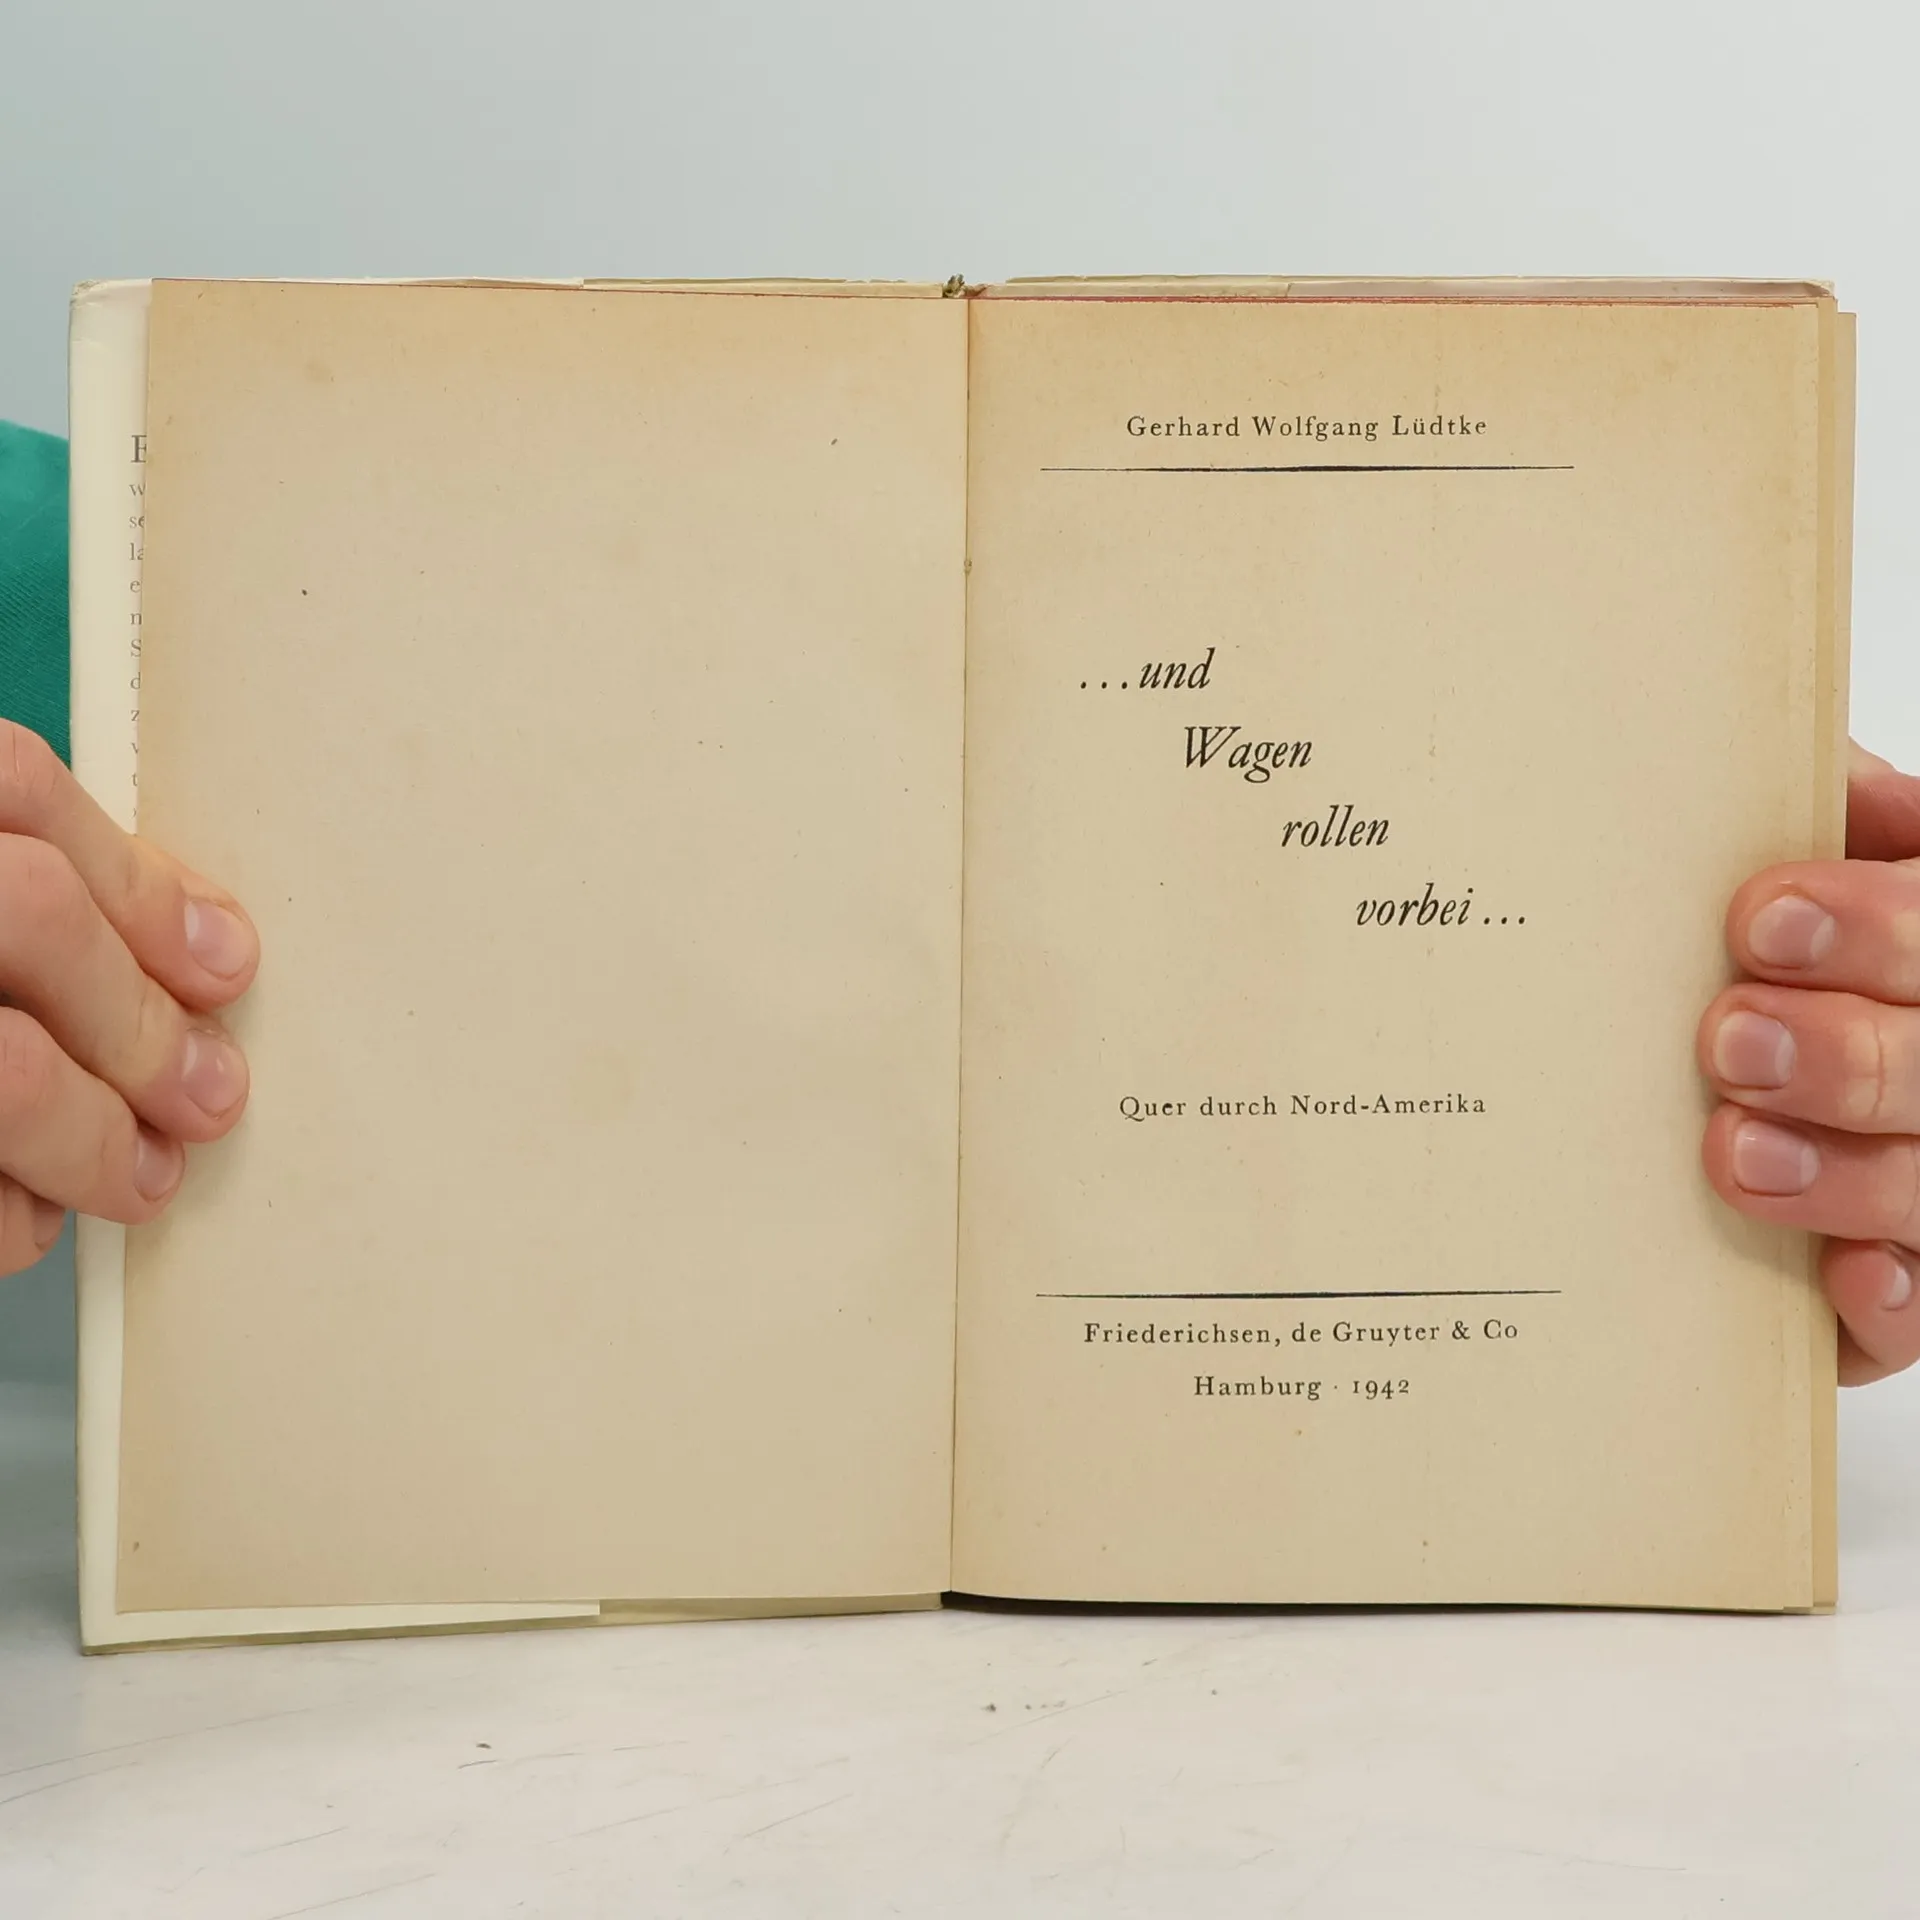 Gerhard Wolfgang Lüdtke
...und
Wagen
rollen
vorbei...
Quer durch Nord-Amerika
Friederichsen, de Gruyter & Co
Hamburg · 1942